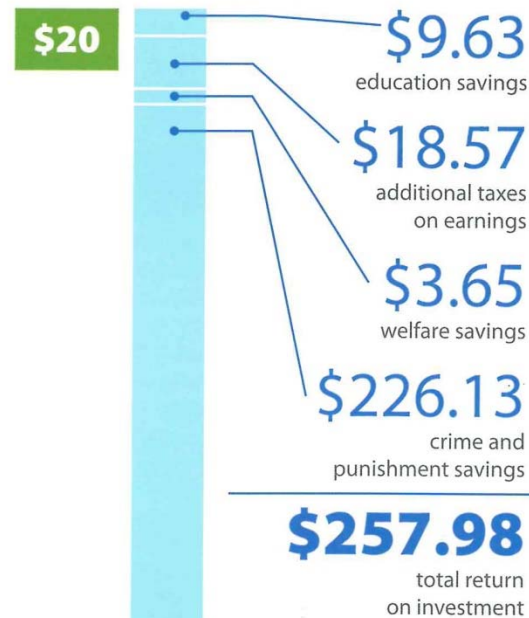 $20
$9.63
education savings
$18.57
additional taxes
on earnings
$3.65
welfare savings
$226.13
crime and
punishment savings
$257.98
total return
on investment